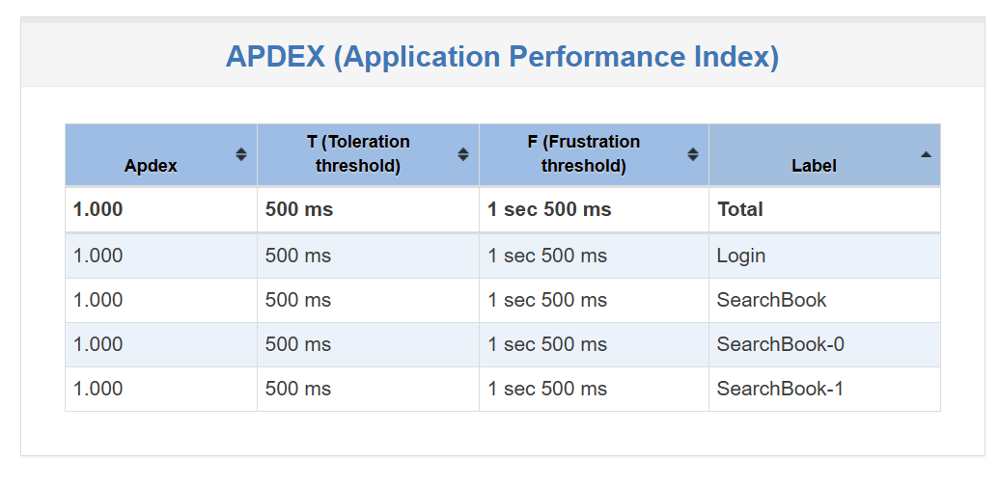 APDEX (Application Performance Index)
Apdex T (Toleration threshold) F (Frustration threshold) Label
1.000 500 ms 1 sec 500 ms Total
1.000 500 ms 1 sec 500 ms Login
1.000 500 ms 1 sec 500 ms SearchBook
1.000 500 ms 1 sec 500 ms SearchBook-0
1.000 500 ms 1 sec 500 ms SearchBook-1